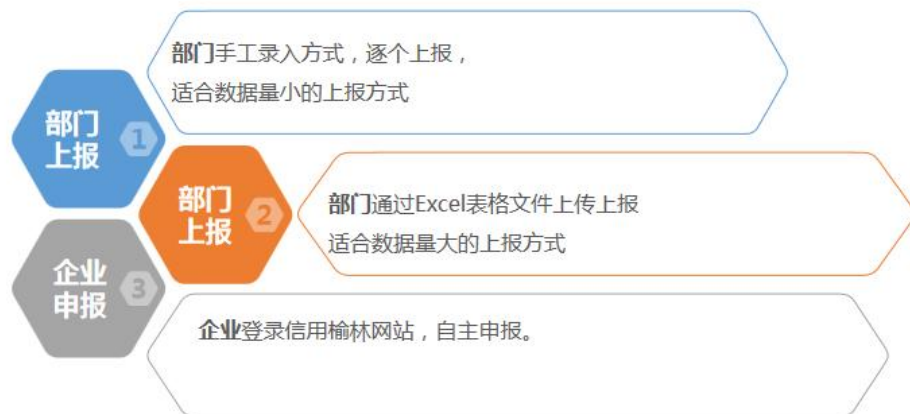 部门
上报
1
部门手工录入方式，逐个上报，
适合数据量小的上报方式
部门
上报
2
部门通过Excel表格文件上传上报
适合数据量大的上报方式
企业
申报
3
企业登录信用榆林网站，自主申报。